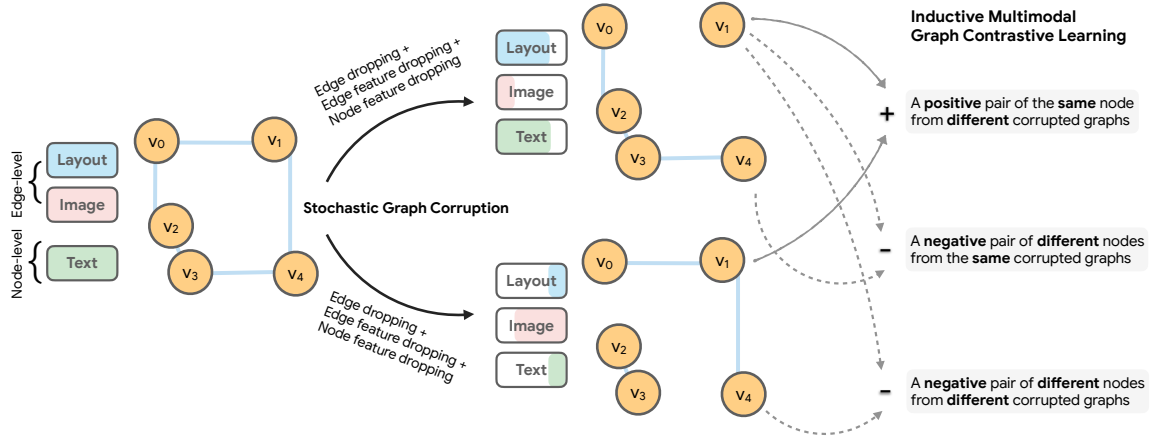 Edge-level
Node-level
Layout
Image
Text
v0
v1
v2
v3
v4
Edge dropping +
Edge feature dropping +
Node feature dropping
Stochastic Graph Corruption
Edge dropping +
Edge feature dropping +
Node feature dropping
Layout
Image
Text
v0
v1
v2
v3
v4
Layout
Image
Text
v0
v1
v2
v3
v4
Inductive Multimodal
Graph Contrastive Learning
+
A positive pair of the same node
from different corrupted graphs
-
A negative pair of different nodes
from the same corrupted graphs
-
A negative pair of different nodes
from different corrupted graphs